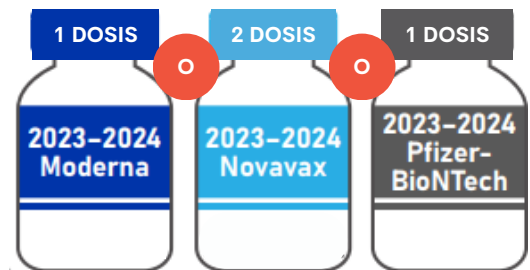 1 DOSIS
O
2 DOSIS
O
1 DOSIS
2023–2024
Moderna
2023–2024
Novavax
2023–2024
Pfizer-
BioNTech